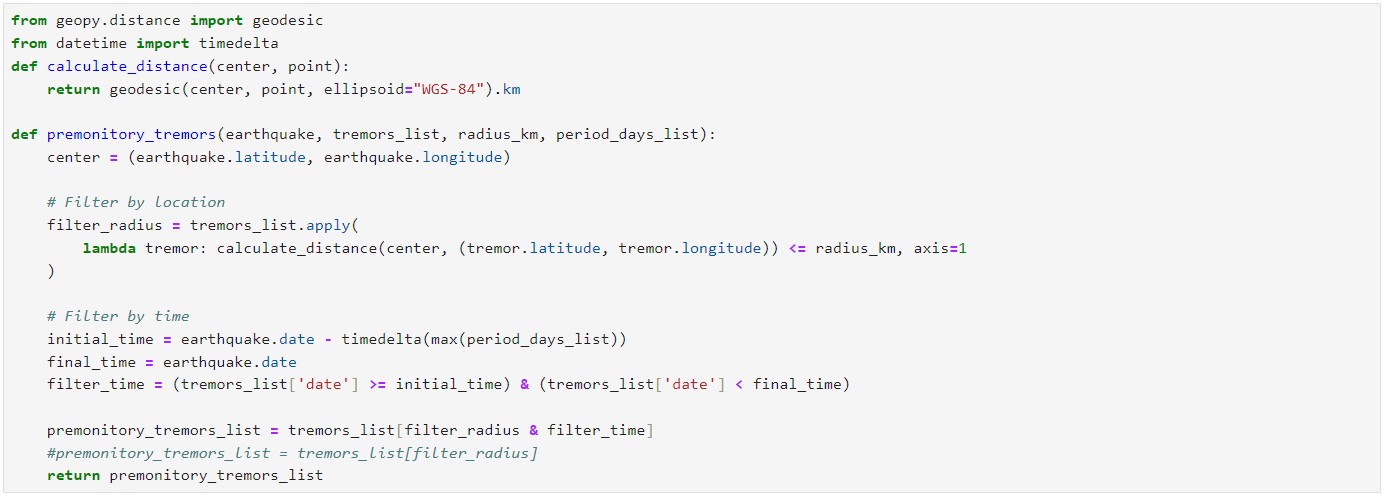 from geopy.distance import geodesic
from datetime import timedelta
def calculate_distance(center, point):
    return geodesic(center, point, ellipsoid="WGS-84").km

def premonitory_tremors(earthquake, tremors_list, radius_km, period_days_list):
    center = (earthquake.latitude, earthquake.longitude)

    # Filter by location
    filter_radius = tremors_list.apply(
        lambda tremor: calculate_distance(center, (tremor.latitude, tremor.longitude)) <= radius_km, axis=1
    )

    # Filter by time
    initial_time = earthquake.date - timedelta(max(period_days_list))
    final_time = earthquake.date
    filter_time = (tremors_list['date'] >= initial_time) & (tremors_list['date'] < final_time)

    premonitory_tremors_list = tremors_list[filter_radius & filter_time]
    #premonitory_tremors_list = tremors_list[filter_radius]
    return premonitory_tremors_list